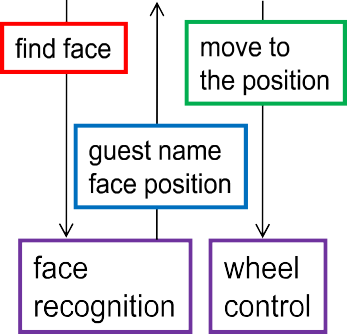 find face
move to
the position
guest name
face position
face
recognition
wheel
control